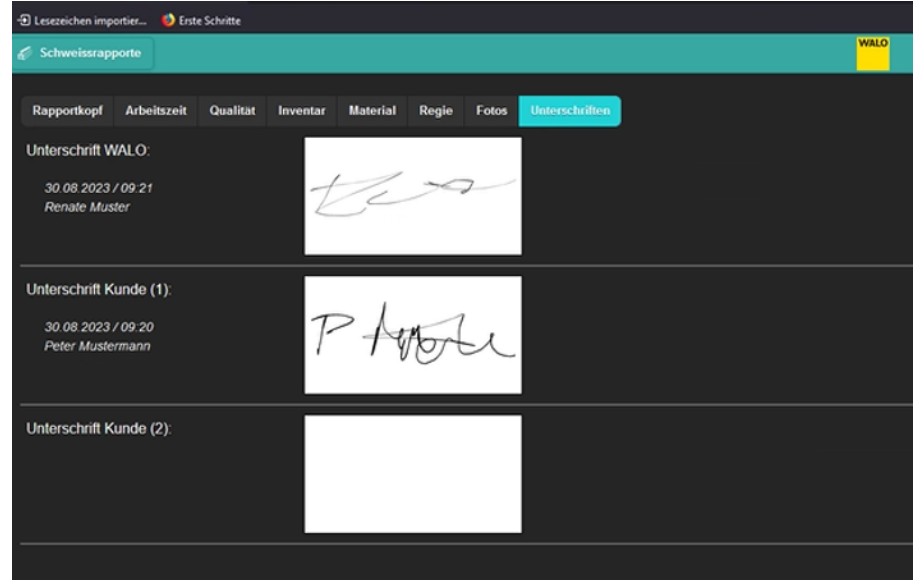 Lesezeichen importier... Erste Schritte
Schweissrapporte WALO
Rapportkopf Arbeitszeit Qualität Inventar Material Regie Fotos Unterschriften
Unterschrift WALO:
30.08.2023 / 09:21
Renate Muster
Unterschrift Kunde (1):
30.08.2023 / 09:20
Peter Mustermann
P
Unterschrift Kunde (2):